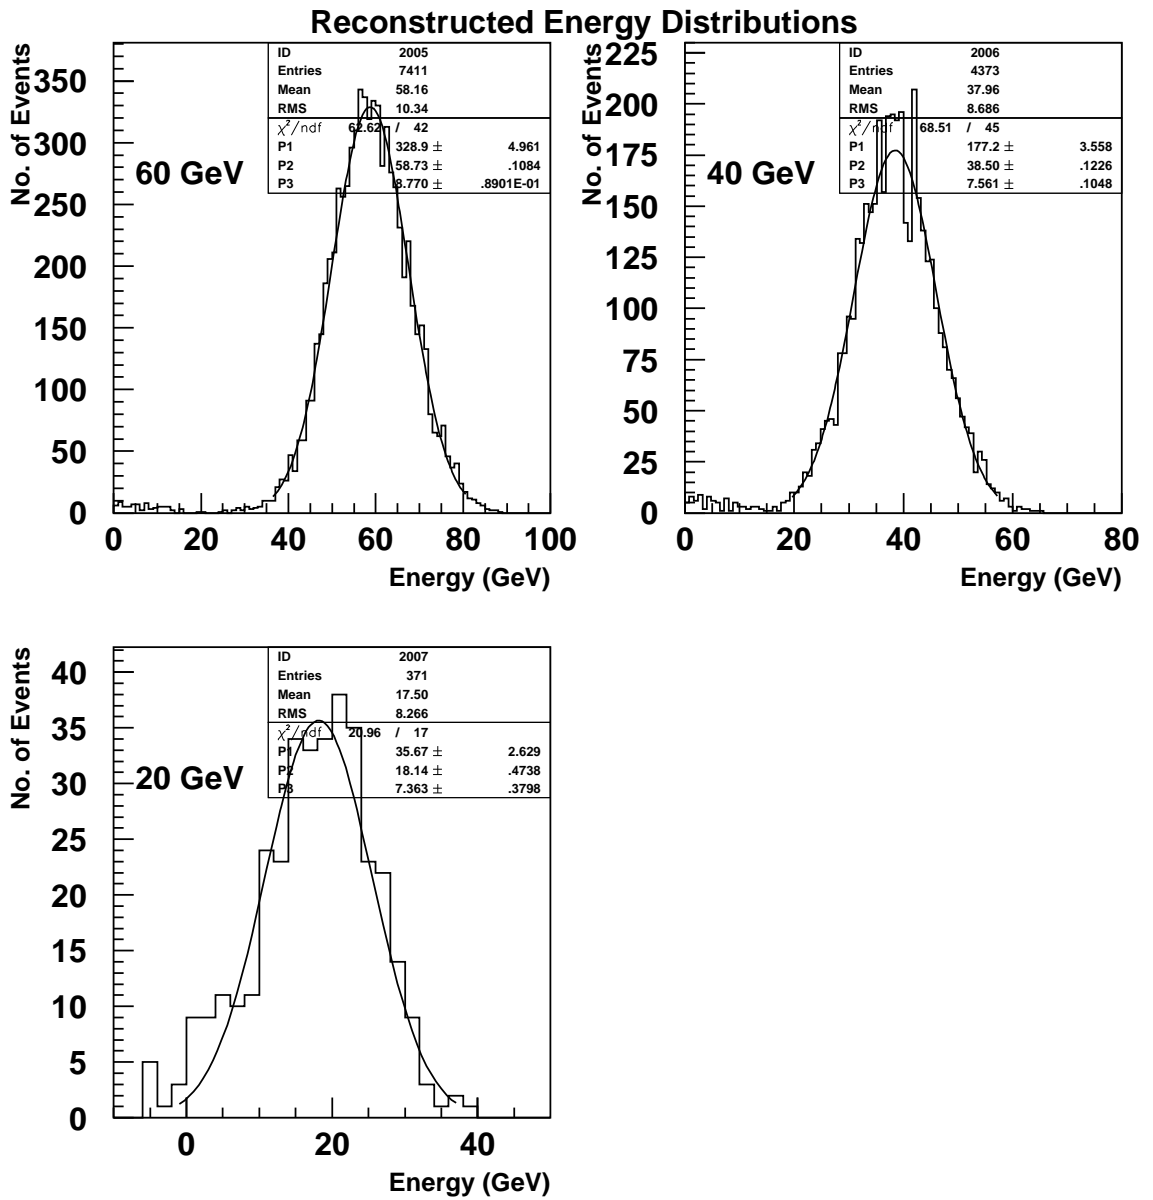 Reconstructed Energy Distributions
No. of Events
350
300
250
200
150
100
50
0
60 GeV
ID 2005
Entries 7411
Mean 58.16
RMS 10.34
χ²/ndf 62.62 / 42
P1 328.9 ± 4.961
P2 58.73 ± .1084
P3 8.770 ± .8901E-01
0 20 40 60 80 100
Energy (GeV)
No. of Events
225
200
175
150
125
100
75
50
25
0
40 GeV
ID 2006
Entries 4373
Mean 37.96
RMS 8.686
χ²/ndf 68.51 / 45
P1 177.2 ± 3.558
P2 38.50 ± .1226
P3 7.561 ± .1048
0 20 40 60 80
Energy (GeV)
No. of Events
40
35
30
25
20
15
10
5
0
20 GeV
ID 2007
Entries 371
Mean 17.50
RMS 8.266
χ²/ndf 20.96 / 17
P1 35.67 ± 2.629
P2 18.14 ± .4738
P3 7.363 ± .3798
0 20 40
Energy (GeV)